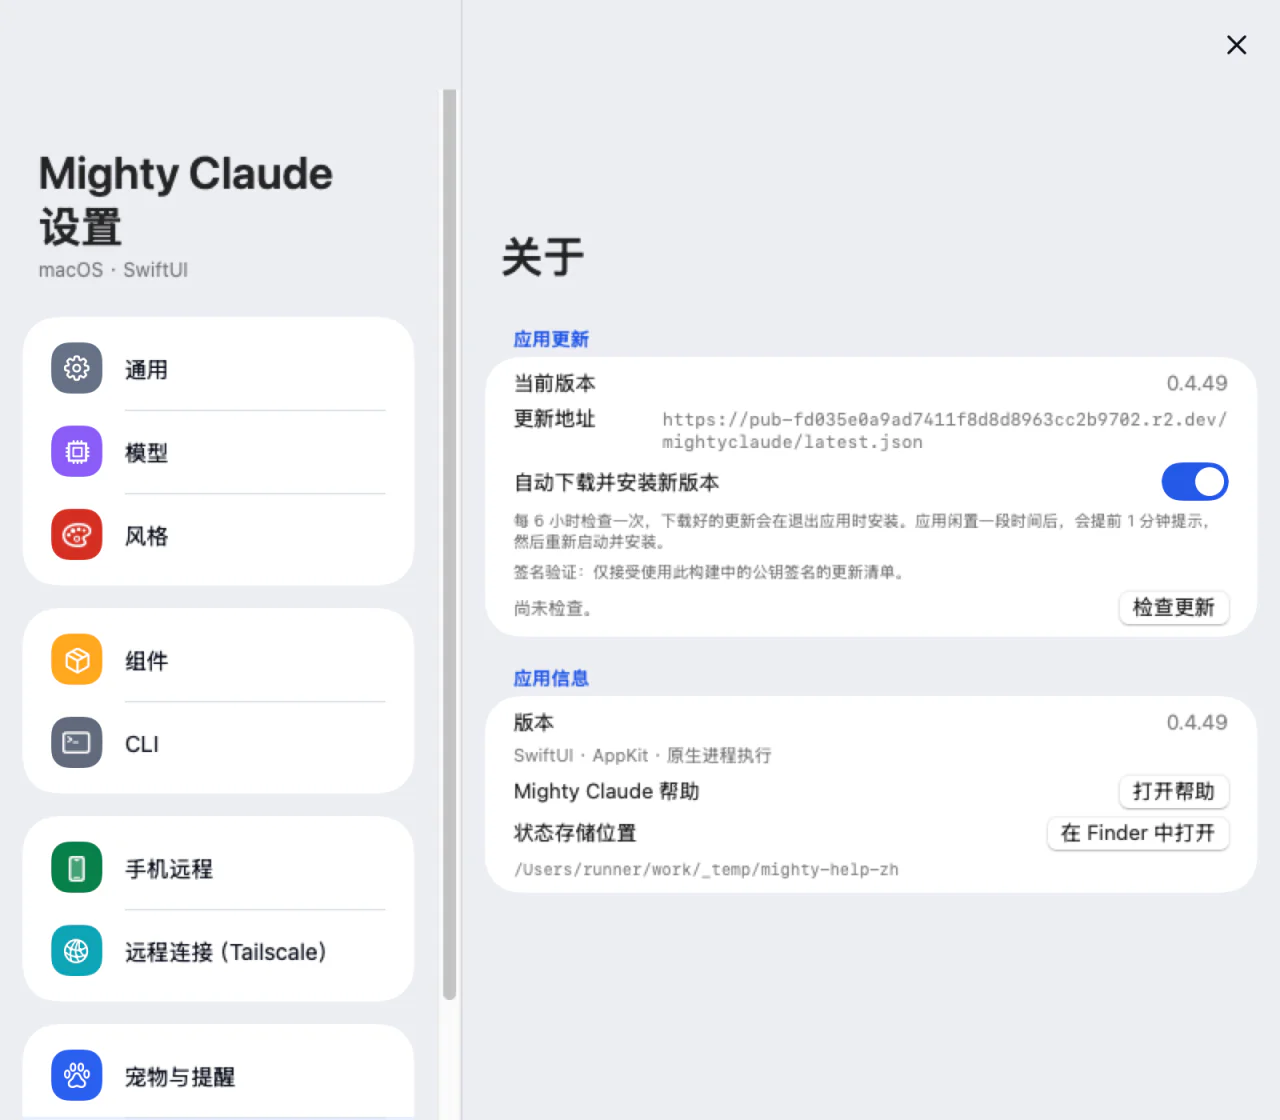 Mighty Claude
设置
macOS · SwiftUI
通用
模型
风格
组件
CLI
手机远程
远程连接 (Tailscale)
宠物与提醒
关于
应用更新
当前版本 0.4.49
更新地址 https://pub-fd035e0a9ad7411f8d8d8963cc2b9702.r2.dev/
mightyclaude/latest.json
自动下载并安装新版本
每 6 小时检查一次，下载好的更新会在退出应用时安装。应用闲置一段时间后，会提前 1 分钟提示，
然后重新启动并安装。
签名验证：仅接受使用此构建中的公钥签名的更新清单。
尚未检查。 检查更新
应用信息
版本 0.4.49
SwiftUI · AppKit · 原生进程执行
Mighty Claude 帮助 打开帮助
状态存储位置 在 Finder 中打开
/Users/runner/work/_temp/mighty-help-zh